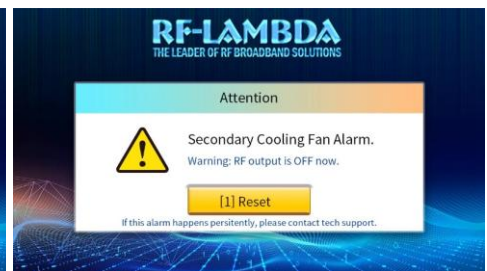 RF-LAMBDA
THE LEADER OF RF BROADBAND SOLUTIONS
Attention
Secondary Cooling Fan Alarm.
Warning: RF output is OFF now.
[1] Reset
If this alarm happens persitently, please contact tech support.